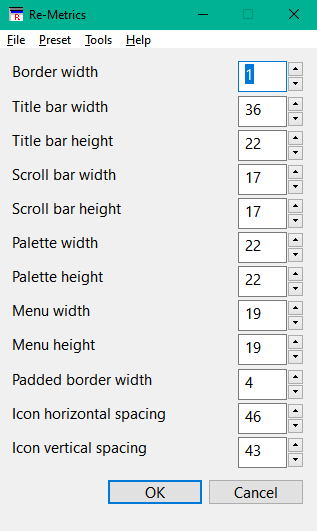 Re-Metrics
File Preset Tools Help
Border width 1
Title bar width 36
Title bar height 22
Scroll bar width 17
Scroll bar height 17
Palette width 22
Palette height 22
Menu width 19
Menu height 19
Padded border width 4
Icon horizontal spacing 46
Icon vertical spacing 43
OK Cancel